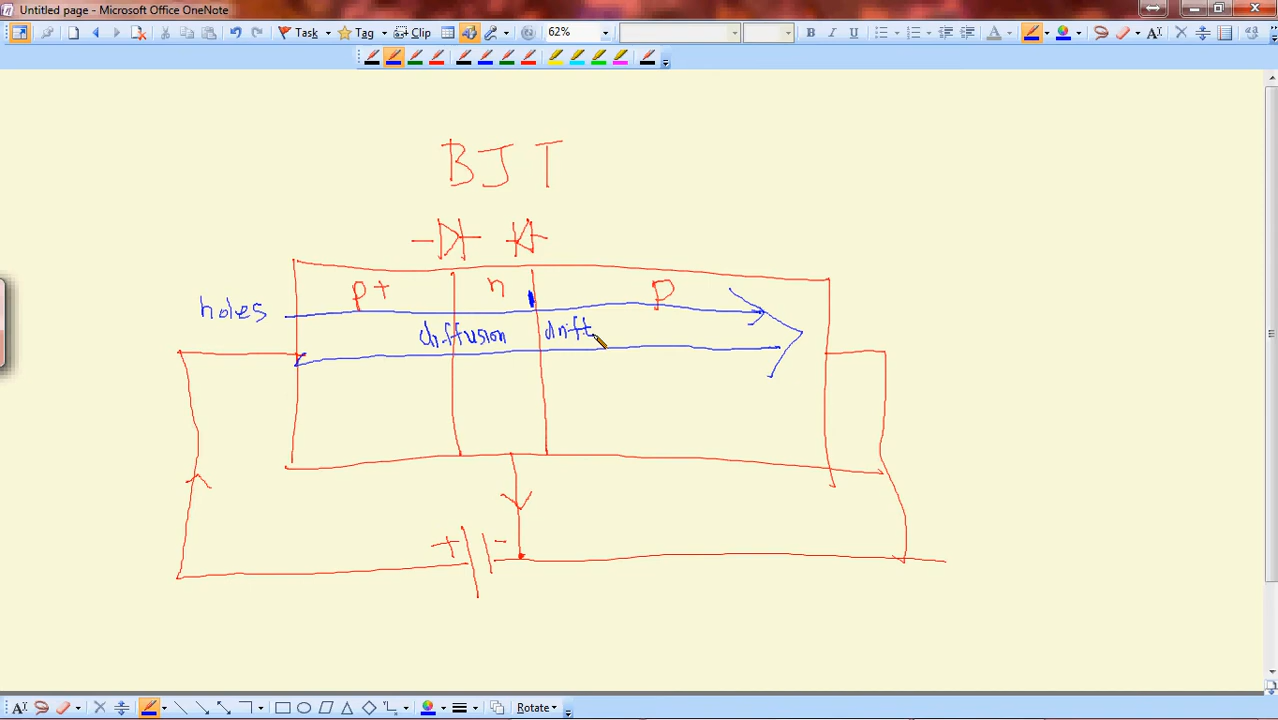 Untitled page - Microsoft Office OneNote
Task Tag Clip 62% B I U A
BJT
p+ n p
holes
diffusion drift
+ -
Rotate